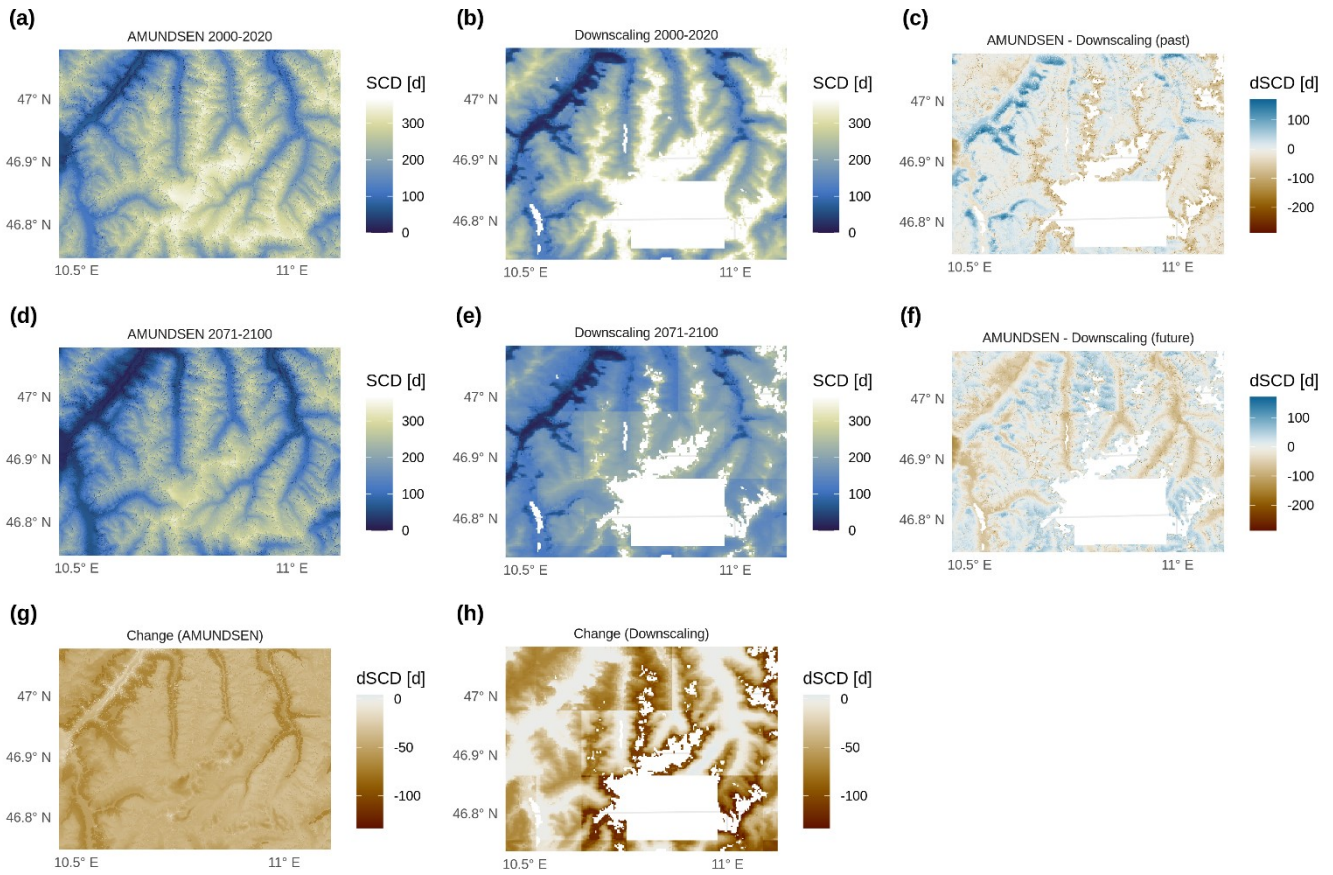 (a)
AMUNDSEN 2000-2020
47° N
46.9° N
46.8° N
10.5° E
11° E
SCD [d]
300
200
100
0
(b)
Downscaling 2000-2020
47° N
46.9° N
46.8° N
10.5° E
11° E
SCD [d]
300
200
100
0
(c)
AMUNDSEN - Downscaling (past)
47° N
46.9° N
46.8° N
10.5° E
11° E
dSCD [d]
100
0
-100
-200
(d)
AMUNDSEN 2071-2100
47° N
46.9° N
46.8° N
10.5° E
11° E
SCD [d]
300
200
100
0
(e)
Downscaling 2071-2100
47° N
46.9° N
46.8° N
10.5° E
11° E
SCD [d]
300
200
100
0
(f)
AMUNDSEN - Downscaling (future)
47° N
46.9° N
46.8° N
10.5° E
11° E
dSCD [d]
100
0
-100
-200
(g)
Change (AMUNDSEN)
47° N
46.9° N
46.8° N
10.5° E
11° E
dSCD [d]
0
-50
-100
(h)
Change (Downscaling)
47° N
46.9° N
46.8° N
10.5° E
11° E
dSCD [d]
0
-50
-100